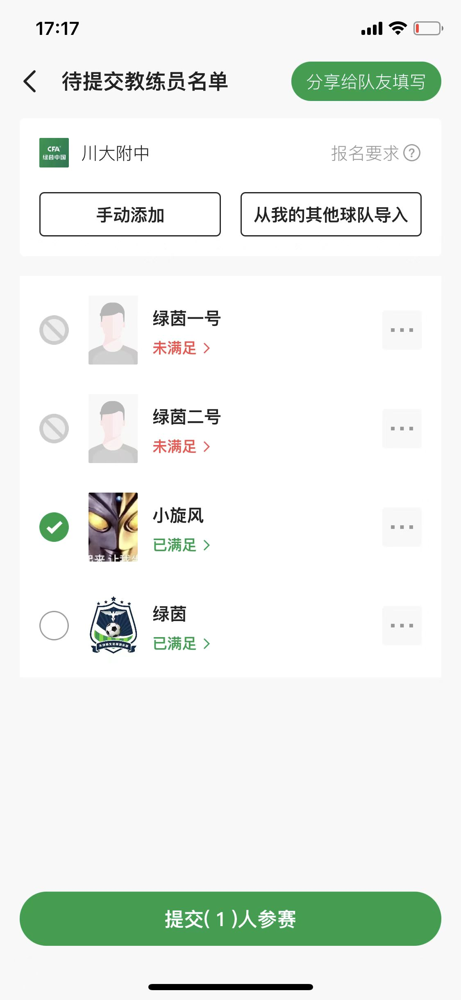 17:17
待提交教练员名单
分享给队友填写
CFA
绿茵中国
川大附中
报名要求 ?
手动添加
从我的其他球队导入
绿茵一号
未满足 >
绿茵二号
未满足 >
小旋风
已满足 >
绿茵
已满足 >
提交( 1 )人参赛